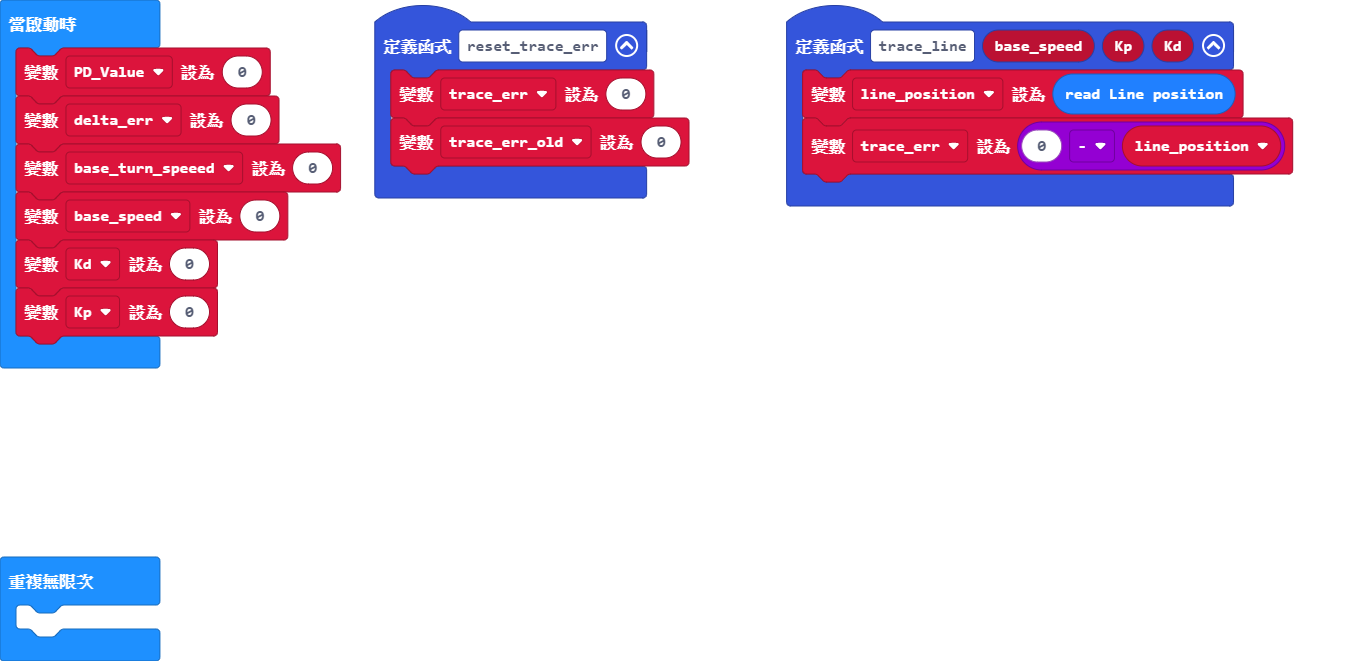 當啟動時
變數 PD_Value 設為 0
變數 delta_err 設為 0
變數 base_turn_speeed 設為 0
變數 base_speed 設為 0
變數 Kd 設為 0
變數 Kp 設為 0
定義函式 reset_trace_err
變數 trace_err 設為 0
變數 trace_err_old 設為 0
定義函式 trace_line base_speed Kp Kd
變數 line_position 設為 read Line position
變數 trace_err 設為 0 - line_position
重複無限次